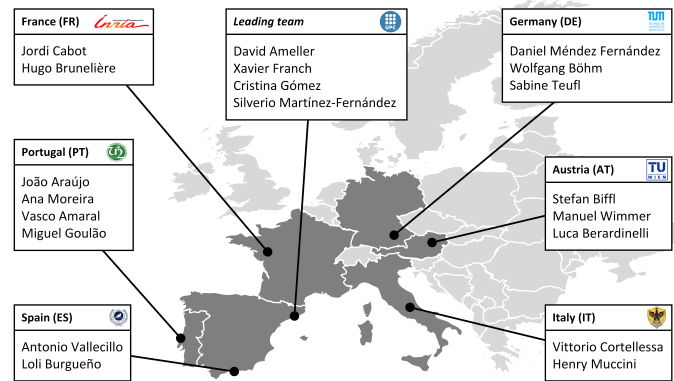 France (FR)
Inria
Jordi Cabot
Hugo Brunelière
Leading team
David Ameller
Xavier Franch
Cristina Gómez
Silverio Martínez-Fernández
Germany (DE)
TUM
Daniel Méndez Fernández
Wolfgang Böhm
Sabine Teufl
Portugal (PT)
João Araújo
Ana Moreira
Vasco Amaral
Miguel Goulão
Austria (AT)
TU
WIEN
Stefan Biffl
Manuel Wimmer
Luca Berardinelli
Spain (ES)
Antonio Vallecillo
Loli Burgueño
Italy (IT)
Vittorio Cortellessa
Henry Muccini